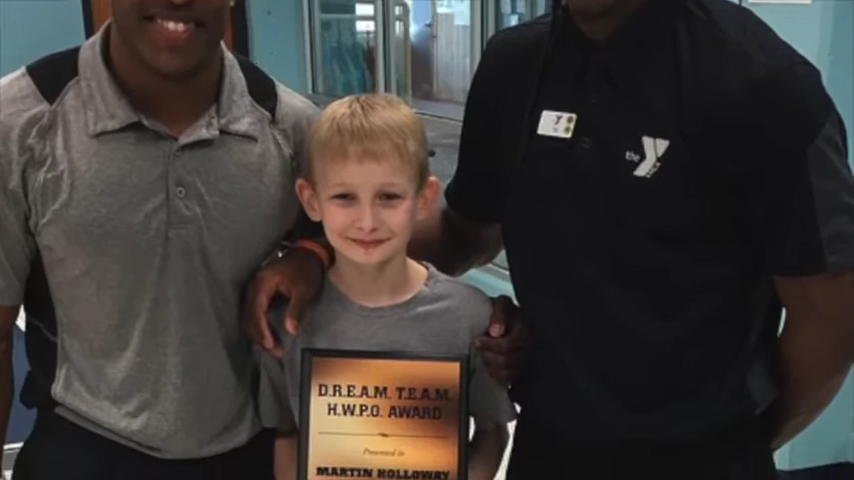 the Y
D.R.E.A.M. T.E.A.M.
H.W.P.O. AWARD
Presented to
MARTIN HOLLOWAY